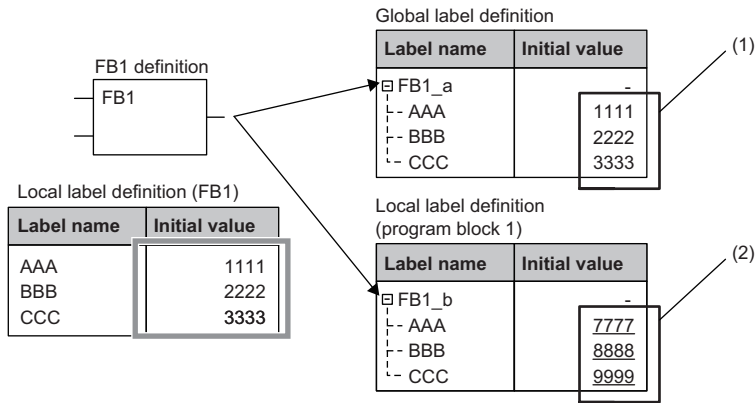 Global label definition
Label name Initial value
FB1_a -
AAA 1111
BBB 2222
CCC 3333
(1)
FB1 definition
FB1
Local label definition (FB1)
Label name Initial value
AAA 1111
BBB 2222
CCC 3333
Local label definition
(program block 1)
Label name Initial value
FB1_b -
AAA 7777
BBB 8888
CCC 9999
(2)